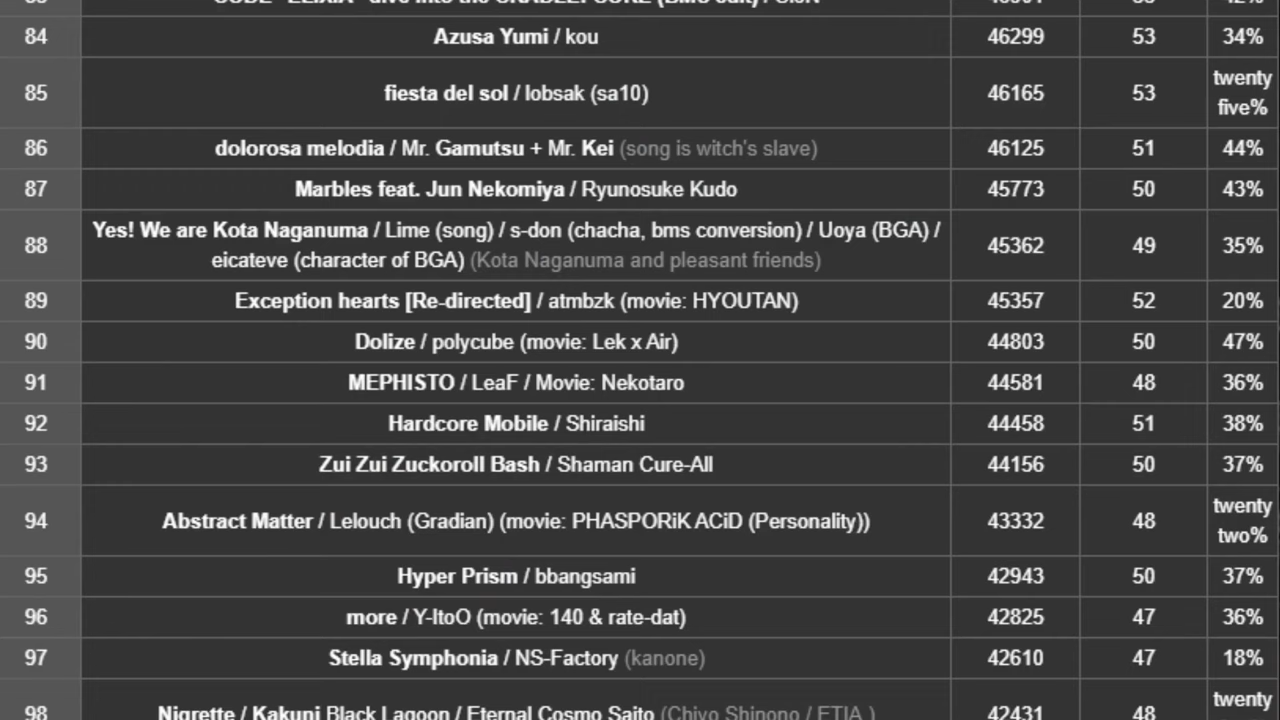 84 Azusa Yumi / kou 46299 53 34%
85 fiesta del sol / lobsak (sa10) 46165 53 twenty
five%
86 dolorosa melodia / Mr. Gamutsu + Mr. Kei (song is witch's slave) 46125 51 44%
87 Marbles feat. Jun Nekomiya / Ryunosuke Kudo 45773 50 43%
88 Yes! We are Kota Naganuma / Lime (song) / s-don (chacha, bms conversion) / Uoya (BGA) /
eicateve (character of BGA) (Kota Naganuma and pleasant friends) 45362 49 35%
89 Exception hearts [Re-directed] / atmbzk (movie: HYOUTAN) 45357 52 20%
90 Dolize / polycube (movie: Lek x Air) 44803 50 47%
91 MEPHISTO / LeaF / Movie: Nekotaro 44581 48 36%
92 Hardcore Mobile / Shiraishi 44458 51 38%
93 Zui Zui Zuckoroll Bash / Shaman Cure-All 44156 50 37%
94 Abstract Matter / Lelouch (Gradian) (movie: PHASPORiK ACiD (Personality)) 43332 48 twenty
two%
95 Hyper Prism / bbangsami 42943 50 37%
96 more / Y-ItoO (movie: 140 & rate-dat) 42825 47 36%
97 Stella Symphonia / NS-Factory (kanone) 42610 47 18%
98 Nigrette / Kakuni Black Lagoon / Eternal Cosmo Saito (Chiyo Shinono / ETIA ) 42431 48 twenty